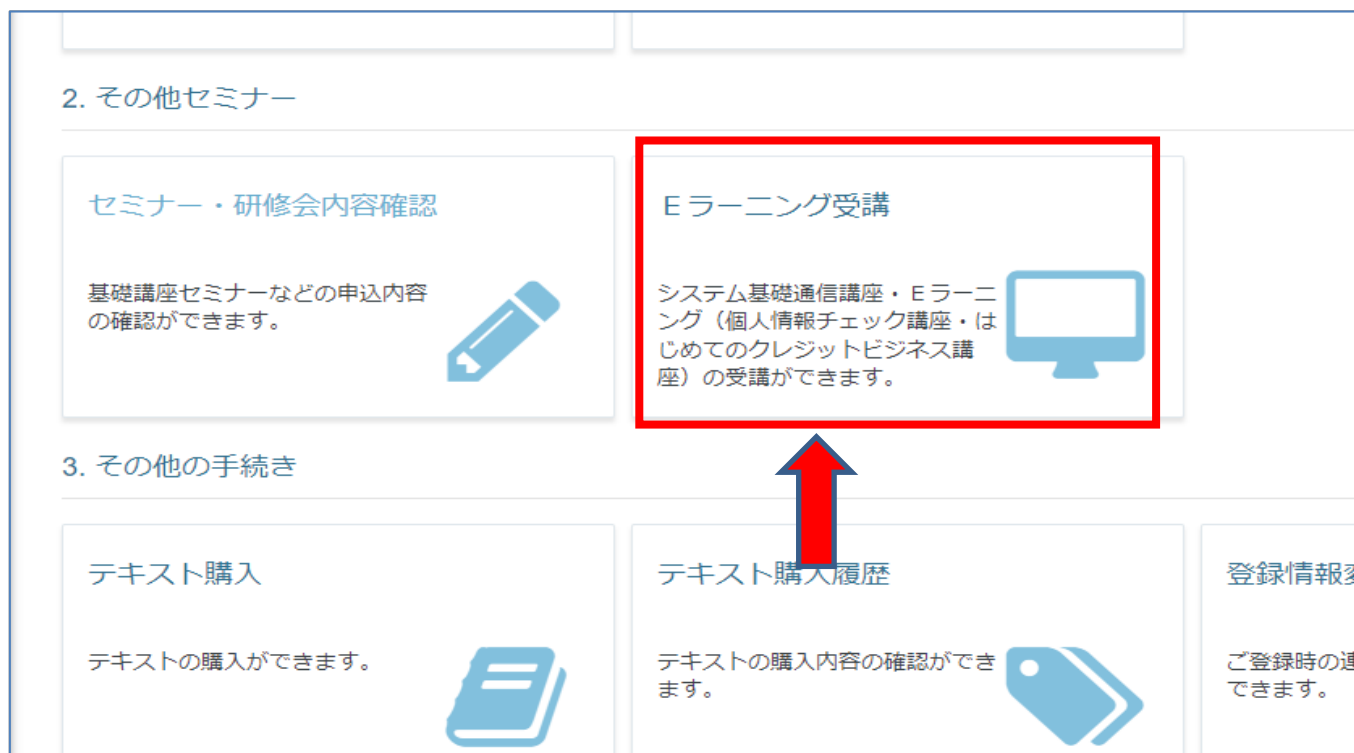 2. その他セミナー
セミナー・研修会内容確認
基礎講座セミナーなどの申込内容
の確認ができます。
Eラーニング受講
システム基礎通信講座・Eラーニ
ング（個人情報チェック講座・は
じめてのクレジットビジネス講
座）の受講ができます。
3. その他の手続き
テキスト購入
テキストの購入ができます。
テキスト購入履歴
テキストの購入内容の確認ができ
ます。
登録情報
ご登録時の
できます。